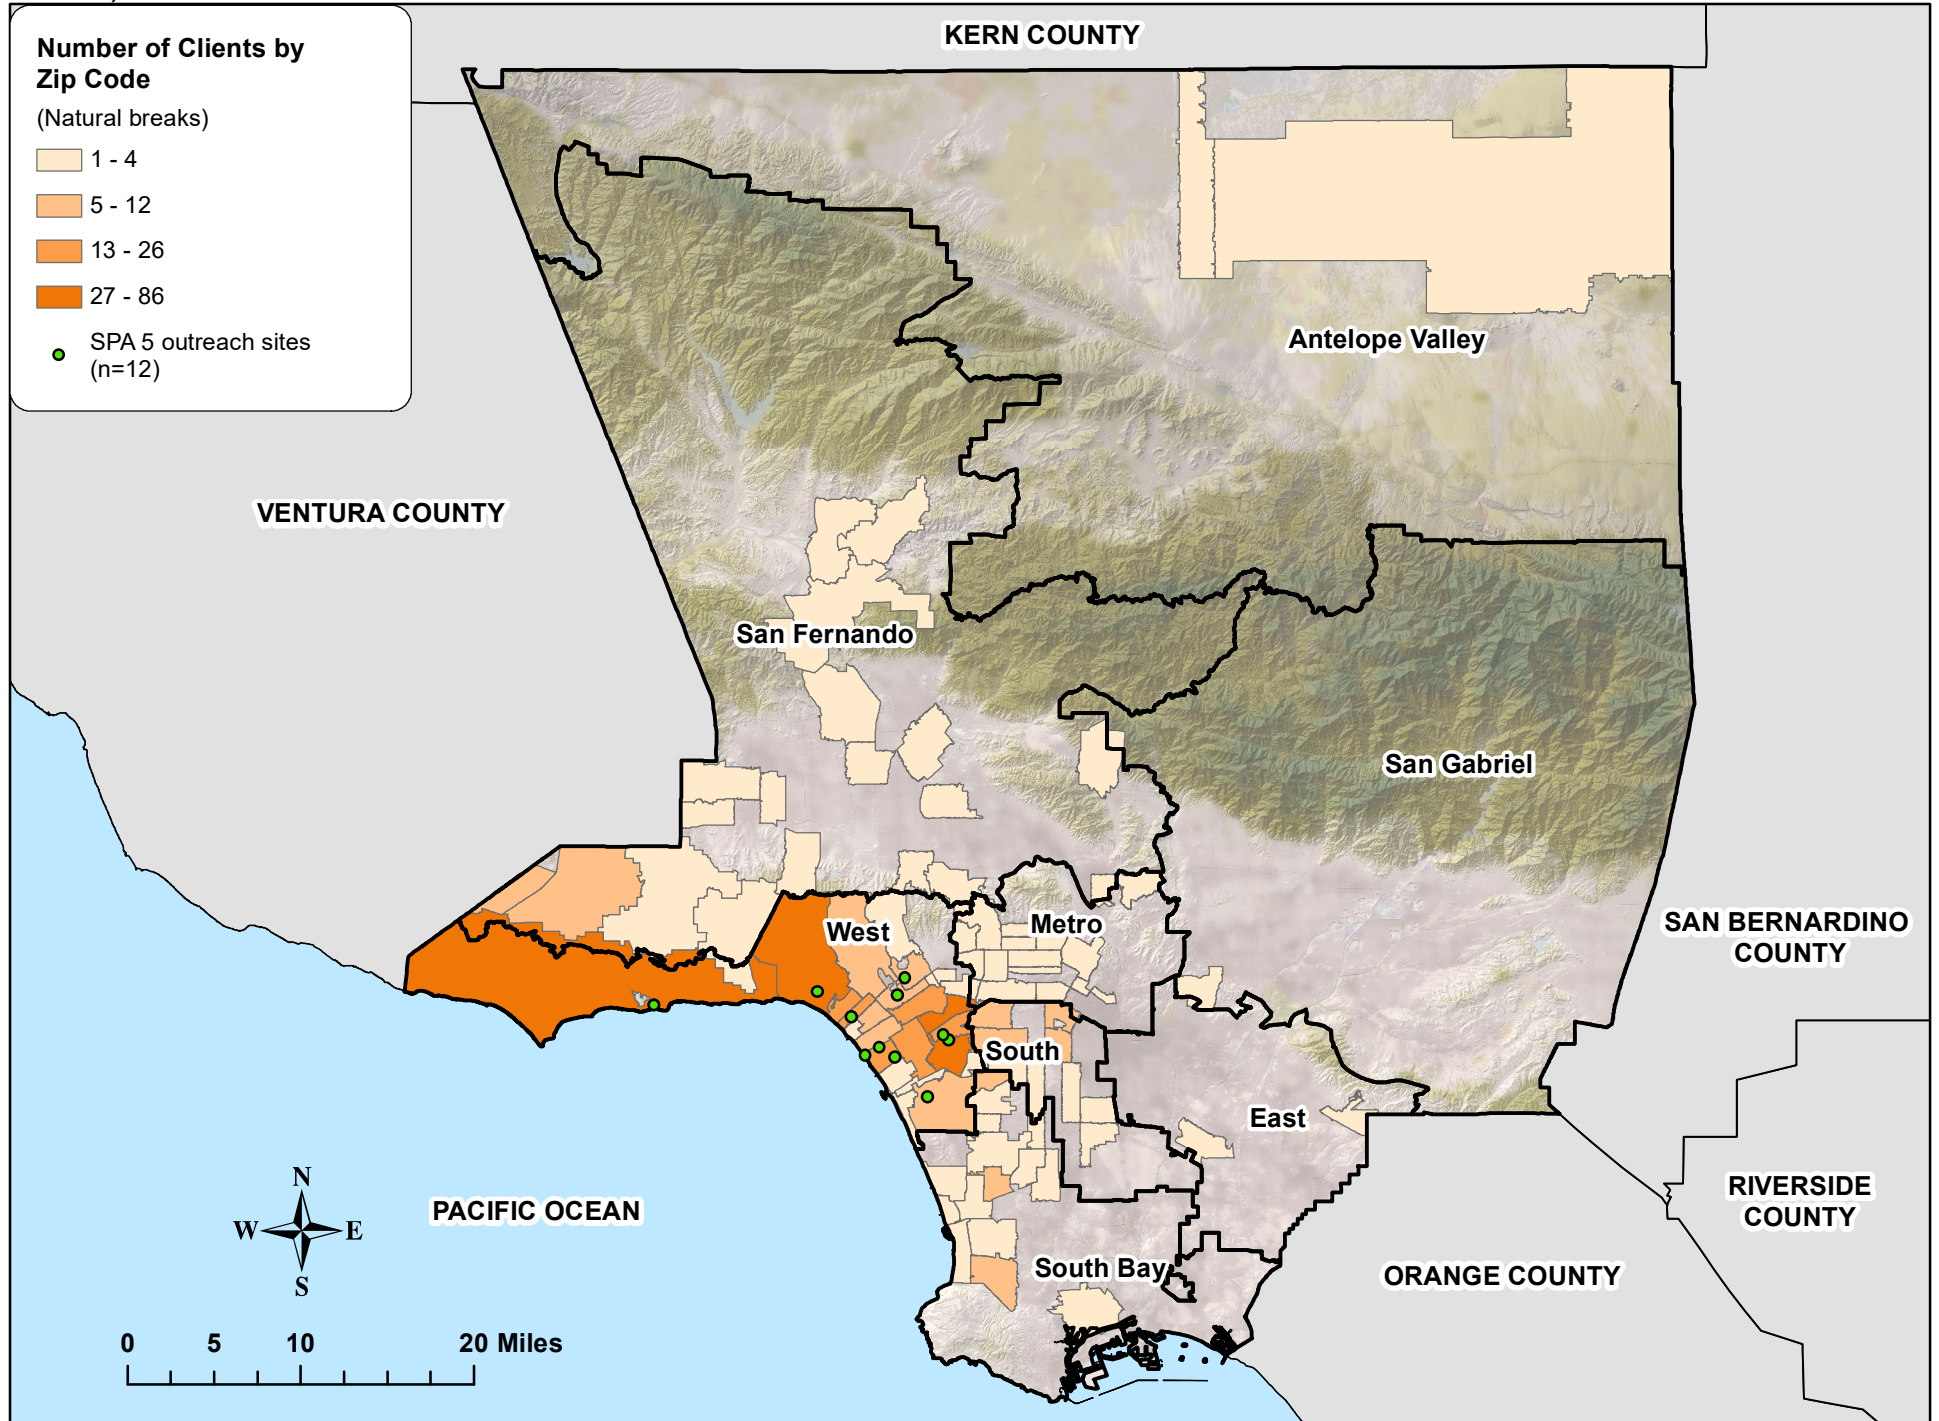 Number of Clients by
Zip Code
(Natural breaks)
1 - 4
5 - 12
13 - 26
27 - 86
SPA 5 outreach sites
(n=12)
KERN COUNTY
VENTURA COUNTY
Antelope Valley
San Fernando
San Gabriel
West
Metro
SAN BERNARDINO
COUNTY
South
East
RIVERSIDE
COUNTY
PACIFIC OCEAN
South Bay
ORANGE COUNTY
N
W E
S
0 5 10 20 Miles